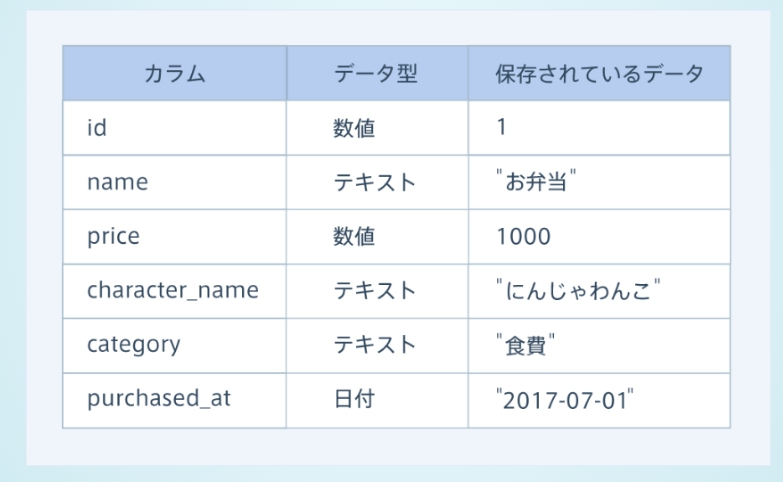 カラム データ型 保存されているデータ
id 数値 1
name テキスト "お弁当"
price 数値 1000
character_name テキスト "にんじゃわんこ"
category テキスト "食費"
purchased_at 日付 "2017-07-01"